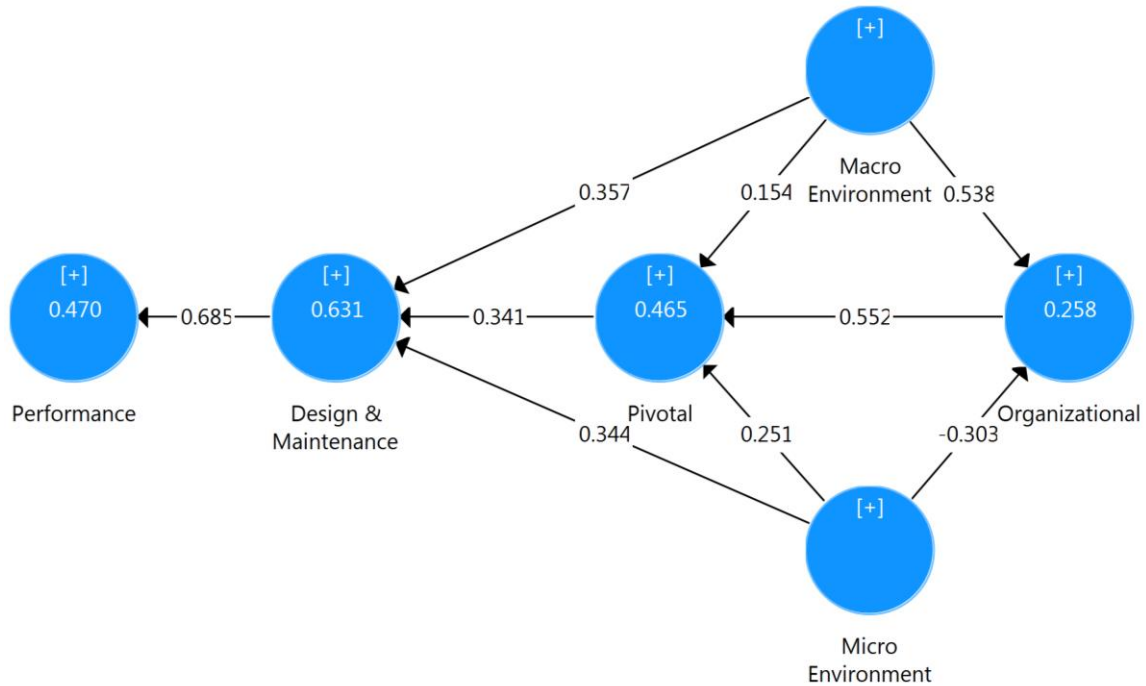 [+]
Macro
Environment
0.357
0.154
0.538
[+]
0.470
Performance
0.685
[+]
0.631
Design &
Maintenance
0.341
[+]
0.465
Pivotal
0.552
[+]
0.258
Organizational
0.344
0.251
-0.303
[+]
Micro
Environment